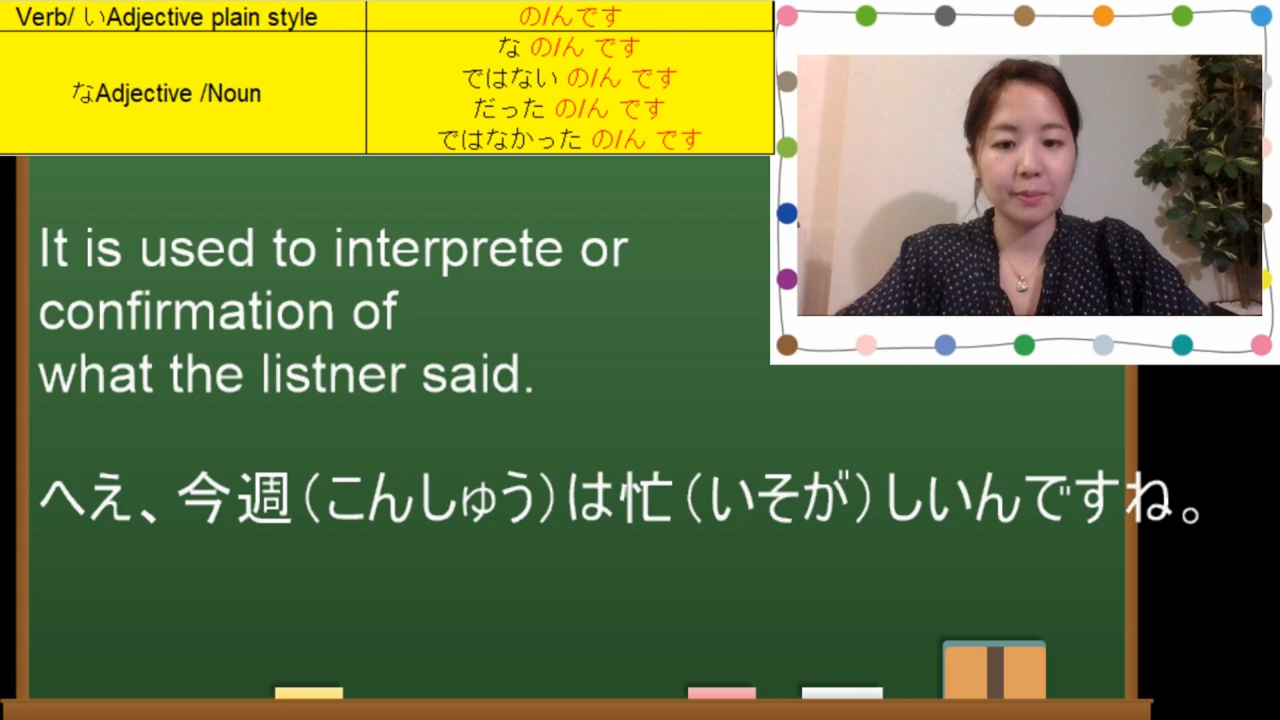 Verb/ いAdjective plain style
の/んです
なAdjective /Noun
な の/ん です
ではない の/ん です
だった の/ん です
ではなかった の/ん です
It is used to interprete or
confirmation of
what the listner said.
へえ、今週（こんしゅう）は忙（いそが）しいんですね。